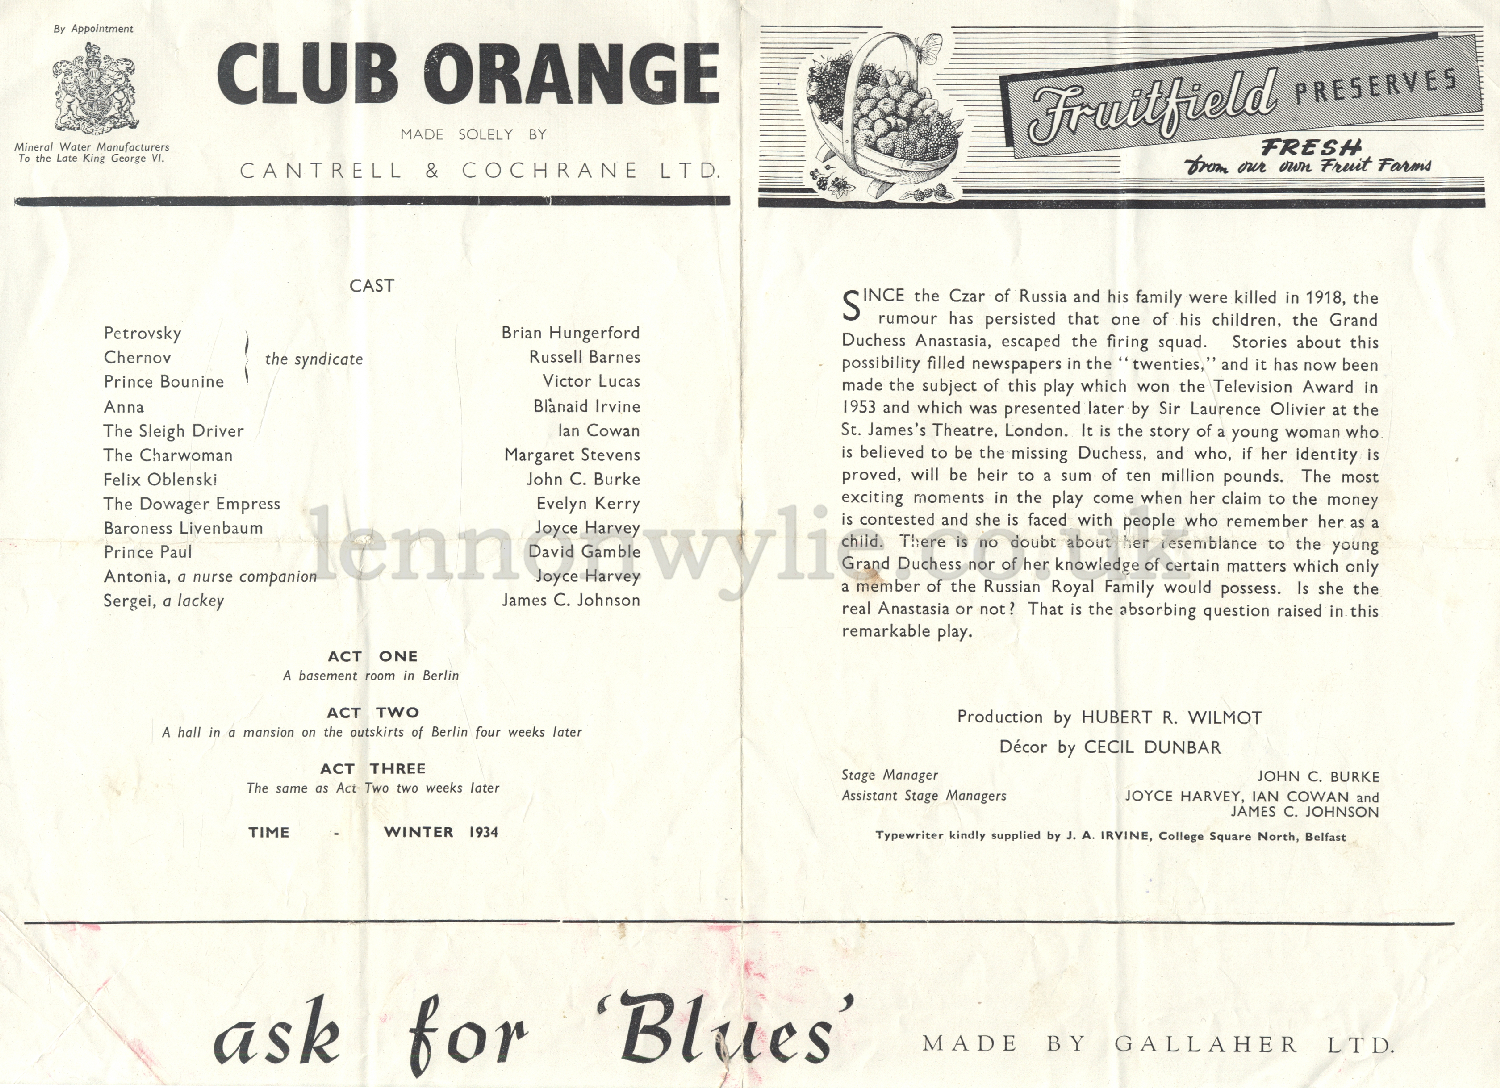 By Appointment
Mineral Water Manufacturers
To the Late King George VI.
CLUB ORANGE
MADE SOLELY BY
CANTRELL & COCHRANE LTD.
Fruitfield PRESERVES
FRESH
from our own Fruit Farms
CAST
Petrovsky Brian Hungerford
Chernov the syndicate Russell Barnes
Prince Bounine Victor Lucas
Anna Blánaid Irvine
The Sleigh Driver Ian Cowan
The Charwoman Margaret Stevens
Felix Oblenski John C. Burke
The Dowager Empress Evelyn Kerry
Baroness Livenbaum Joyce Harvey
Prince Paul David Gamble
Antonia, a nurse companion Joyce Harvey
Sergei, a lackey James C. Johnson
ACT ONE
A basement room in Berlin
ACT TWO
A hall in a mansion on the outskirts of Berlin four weeks later
ACT THREE
The same as Act Two two weeks later
TIME - WINTER 1934
SINCE the Czar of Russia and his family were killed in 1918, the
rumour has persisted that one of his children, the Grand
Duchess Anastasia, escaped the firing squad. Stories about this
possibility filled newspapers in the "twenties," and it has now been
made the subject of this play which won the Television Award in
1953 and which was presented later by Sir Laurence Olivier at the
St. James's Theatre, London. It is the story of a young woman who
is believed to be the missing Duchess, and who, if her identity is
proved, will be heir to a sum of ten million pounds. The most
exciting moments in the play come when her claim to the money
is contested and she is faced with people who remember her as a
child. There is no doubt about her resemblance to the young
Grand Duchess nor of her knowledge of certain matters which only
a member of the Russian Royal Family would possess. Is she the
real Anastasia or not? That is the absorbing question raised in this
remarkable play.
Production by HUBERT R. WILMOT
Décor by CECIL DUNBAR
Stage Manager JOHN C. BURKE
Assistant Stage Managers JOYCE HARVEY, IAN COWAN and
JAMES C. JOHNSON
Typewriter kindly supplied by J. A. IRVINE, College Square North, Belfast
lennonwylie.co.uk
ask for 'Blues' MADE BY GALLAHER LTD.